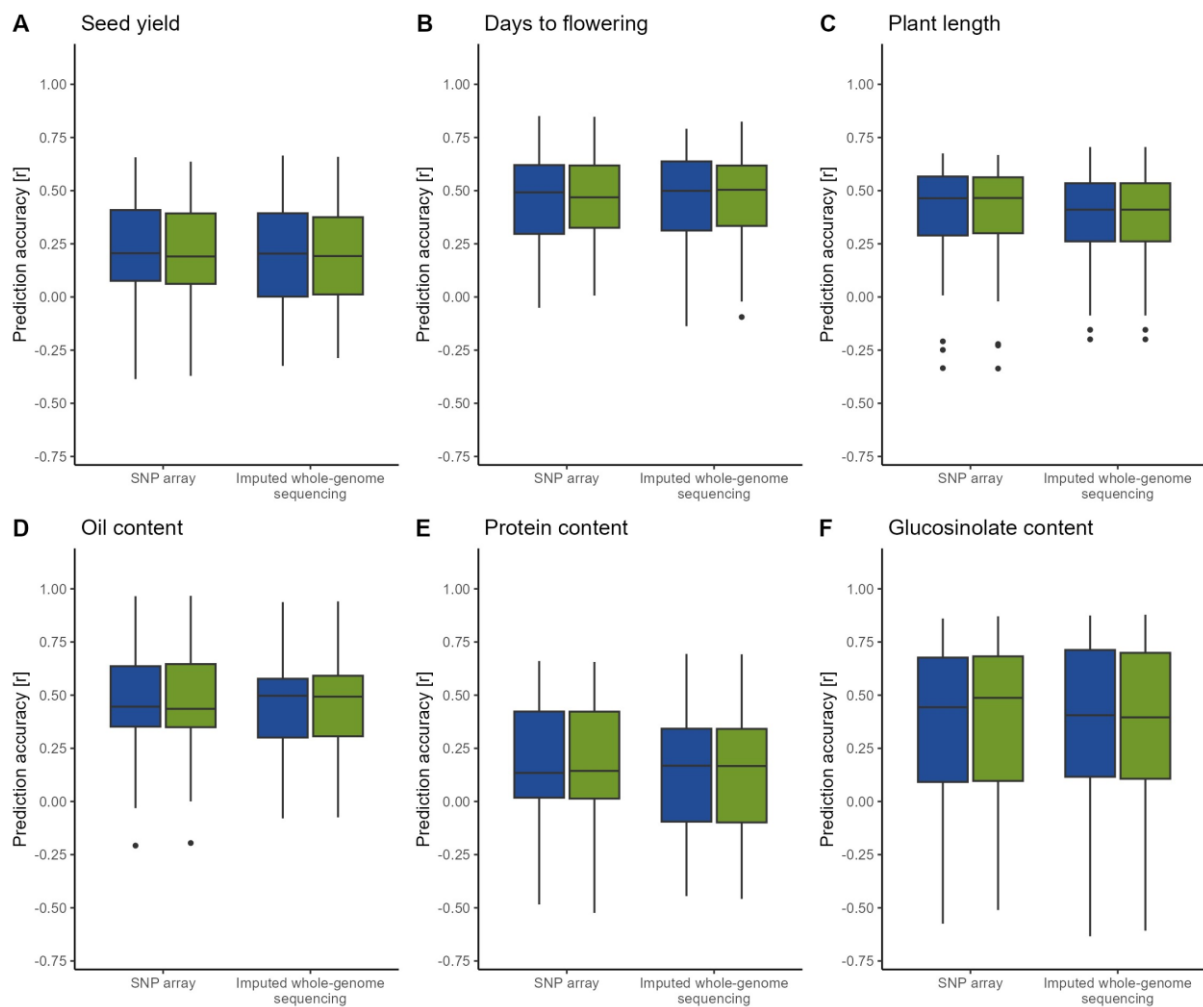 A Seed yield
Prediction accuracy [r]
1.00
0.75
0.50
0.25
0.00
-0.25
-0.50
-0.75
SNP array
Imputed whole-genome
sequencing
B Days to flowering
Prediction accuracy [r]
1.00
0.75
0.50
0.25
0.00
-0.25
-0.50
-0.75
SNP array
Imputed whole-genome
sequencing
C Plant length
Prediction accuracy [r]
1.00
0.75
0.50
0.25
0.00
-0.25
-0.50
-0.75
SNP array
Imputed whole-genome
sequencing
D Oil content
Prediction accuracy [r]
1.00
0.75
0.50
0.25
0.00
-0.25
-0.50
-0.75
SNP array
Imputed whole-genome
sequencing
E Protein content
Prediction accuracy [r]
1.00
0.75
0.50
0.25
0.00
-0.25
-0.50
-0.75
SNP array
Imputed whole-genome
sequencing
F Glucosinolate content
Prediction accuracy [r]
1.00
0.75
0.50
0.25
0.00
-0.25
-0.50
-0.75
SNP array
Imputed whole-genome
sequencing